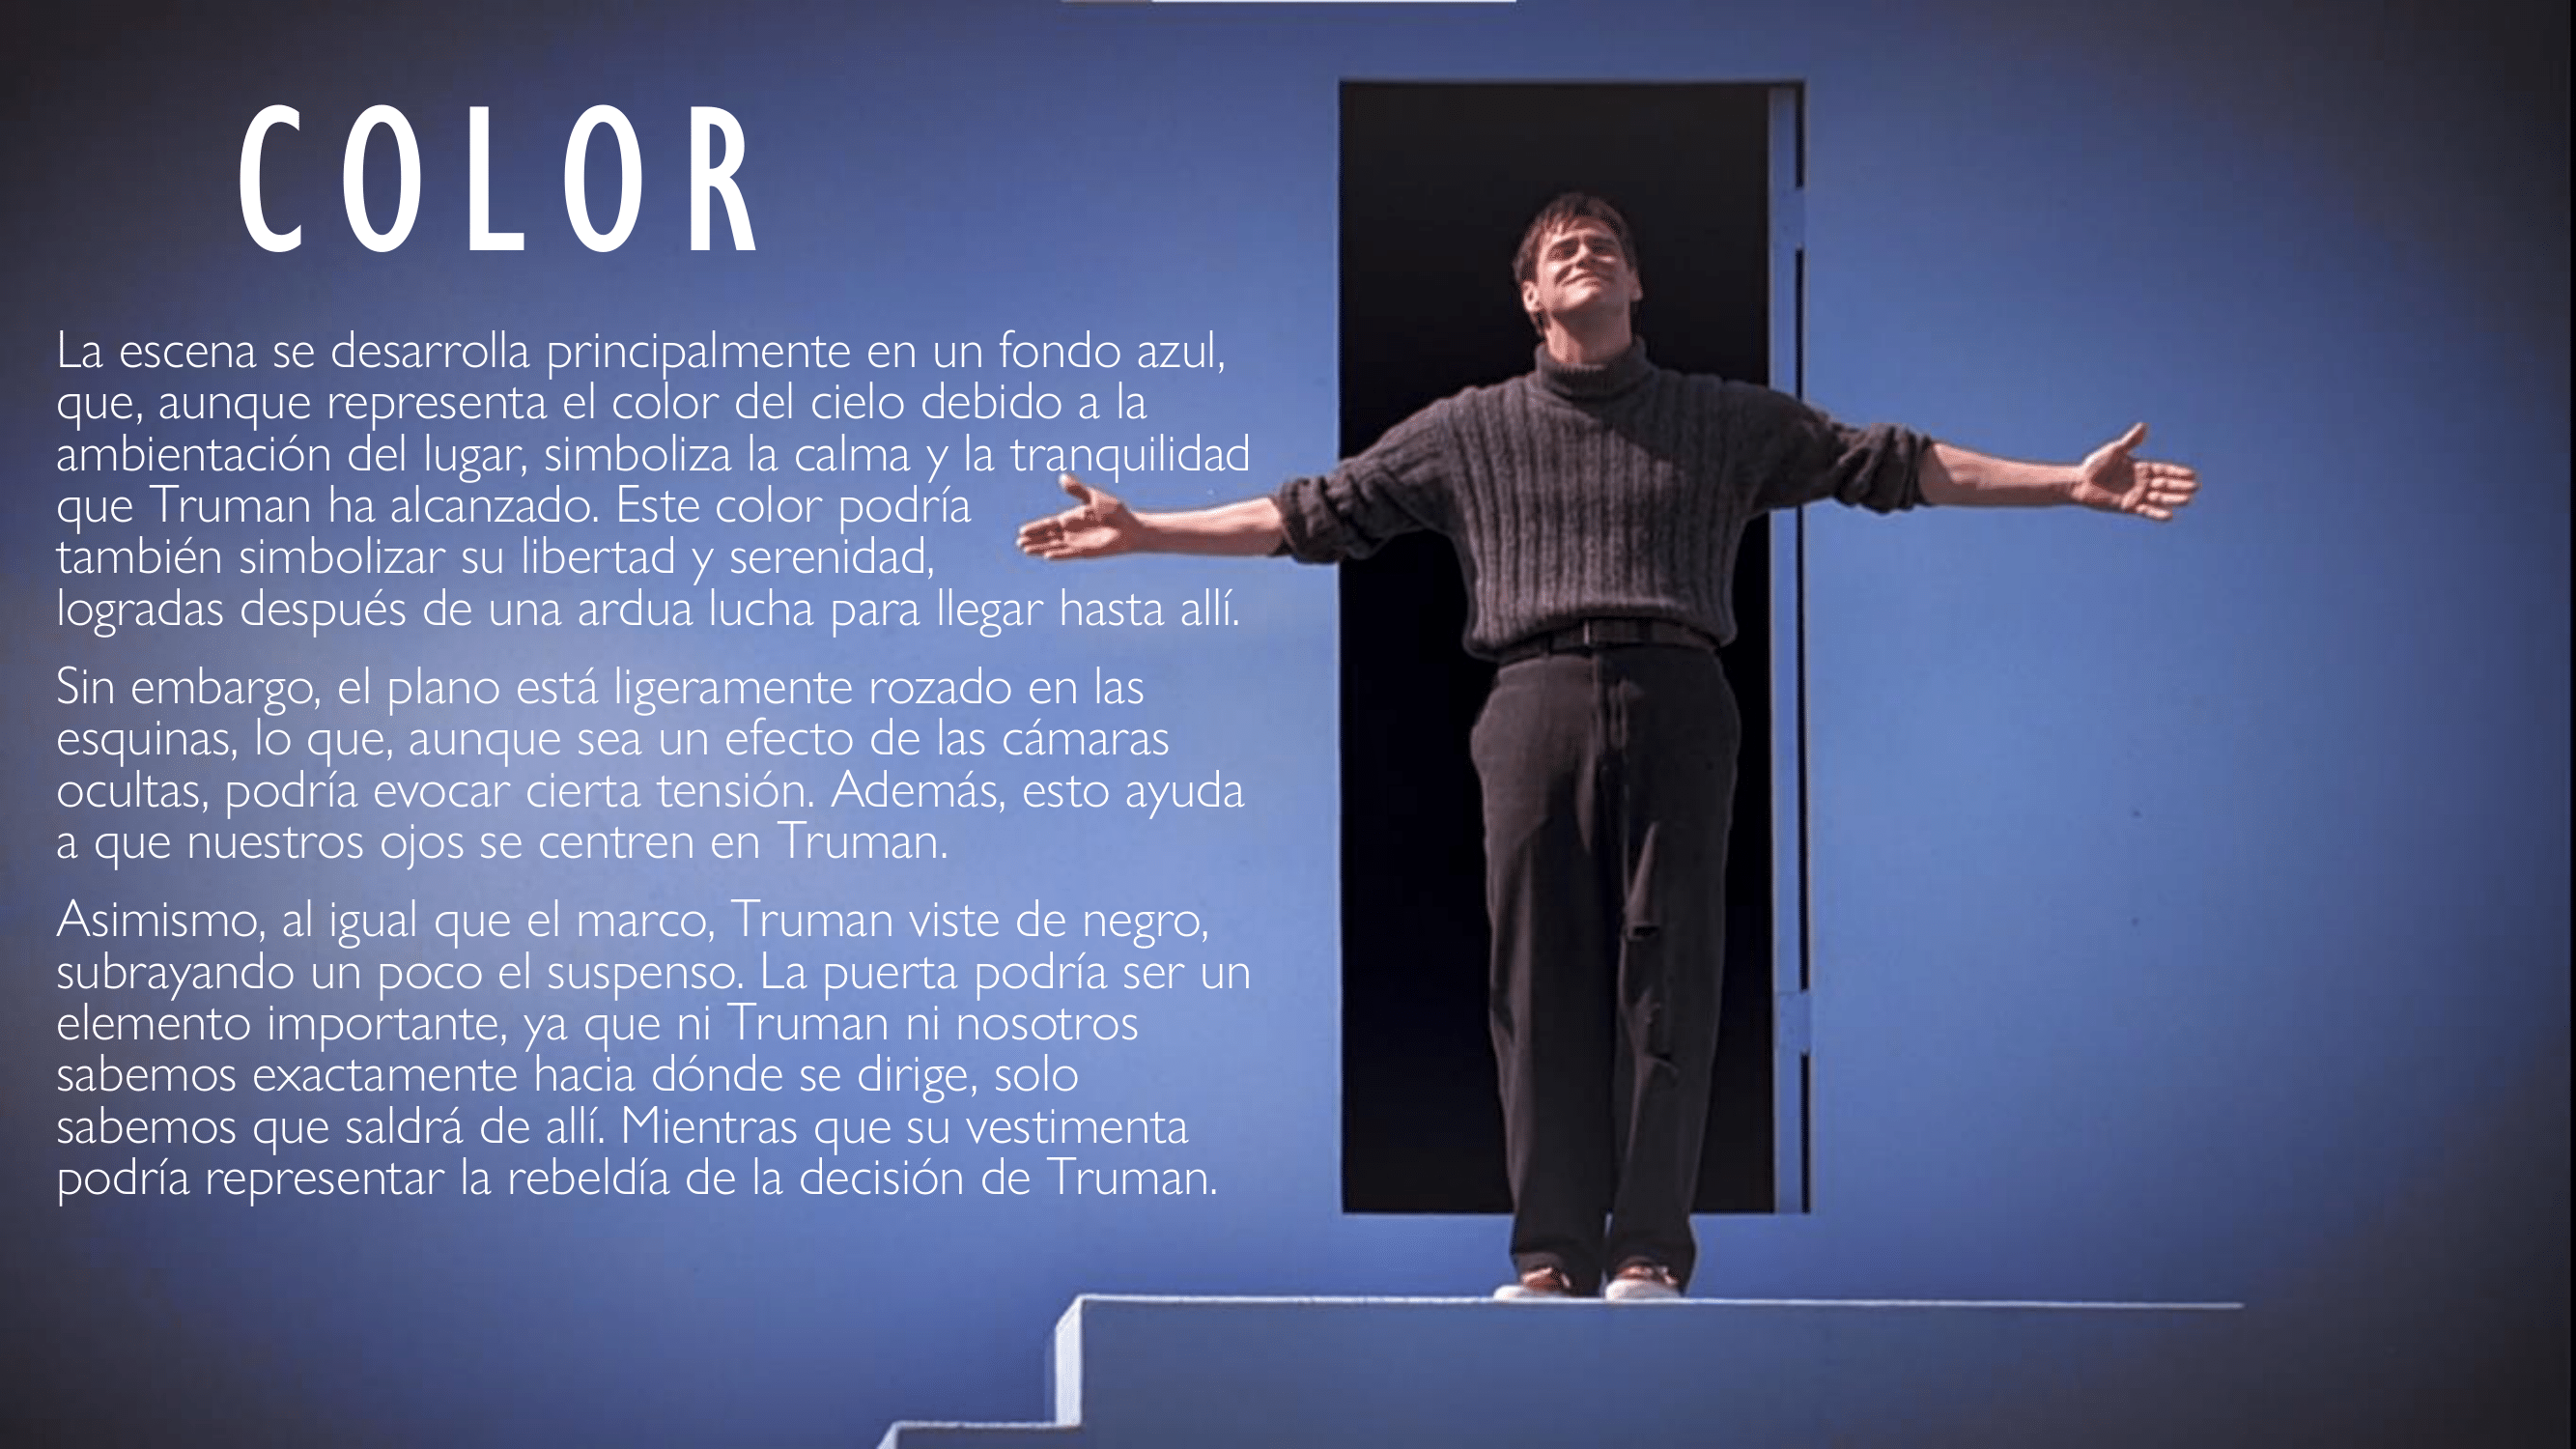 COLOR
La escena se desarrolla principalmente en un fondo azul,
que, aunque representa el color del cielo debido a la
ambientación del lugar, simboliza la calma y la tranquilidad
que Truman ha alcanzado. Este color podría
también simbolizar su libertad y serenidad,
logradas después de una ardua lucha para llegar hasta allí.
Sin embargo, el plano está ligeramente rozado en las
esquinas, lo que, aunque sea un efecto de las cámaras
ocultas, podría evocar cierta tensión. Además, esto ayuda
a que nuestros ojos se centren en Truman.
Asimismo, al igual que el marco, Truman viste de negro,
subrayando un poco el suspenso. La puerta podría ser un
elemento importante, ya que ni Truman ni nosotros
sabemos exactamente hacia dónde se dirige, solo
sabemos que saldrá de allí. Mientras que su vestimenta
podría representar la rebeldía de la decisión de Truman.